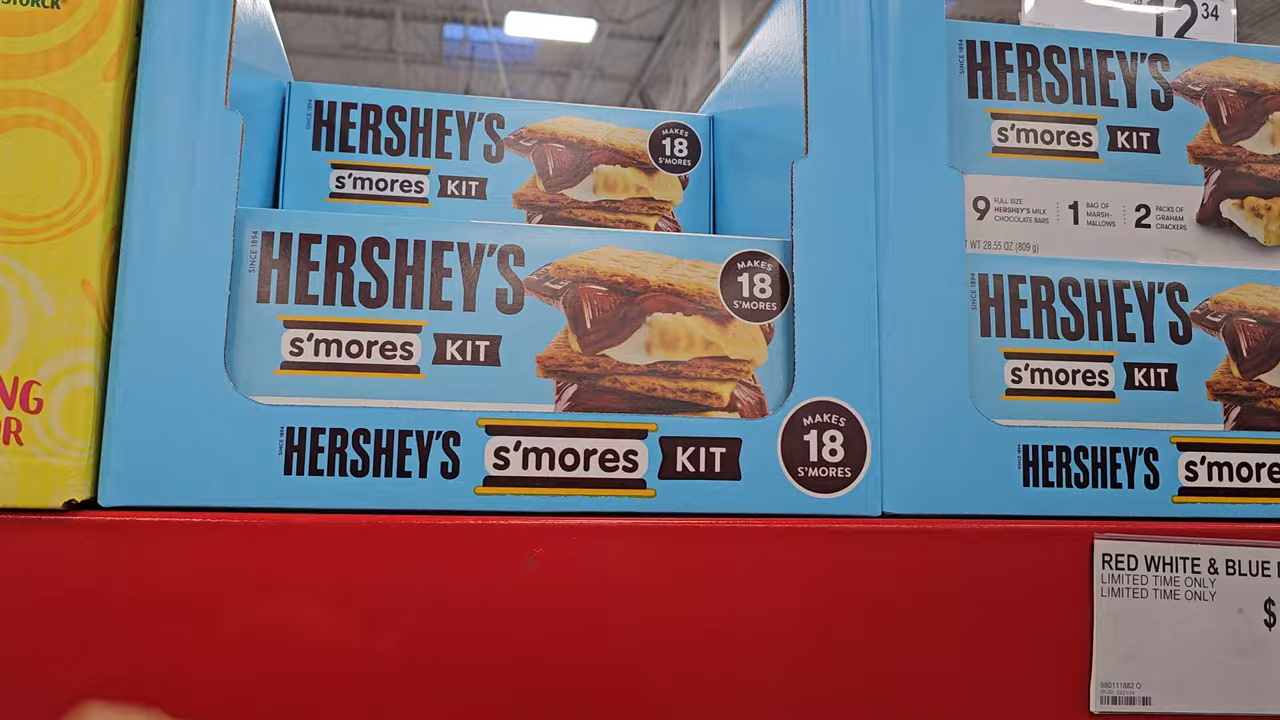 STORCK
NG
OR
SINCE 1894
HERSHEY'S
s'mores KIT
MAKES
18
S'MORES
SINCE 1894
HERSHEY'S
s'mores KIT
MAKES
18
S'MORES
SINCE 1894
HERSHEY'S s'mores KIT
MAKES
18
S'MORES
12 34
SINCE 1894
HERSHEY'S
s'mores KIT
9 FULL SIZE HERSHEY'S MILK CHOCOLATE BARS
1 BAG OF MARSH-MALLOWS
2 PACKS OF GRAHAM CRACKERS
T WT 28.55 OZ (809 g)
SINCE 1894
HERSHEY'S
s'mores KIT
SINCE 1894
HERSHEY'S s'more
RED WHITE & BLUE
LIMITED TIME ONLY
LIMITED TIME ONLY
$
980111882 Q